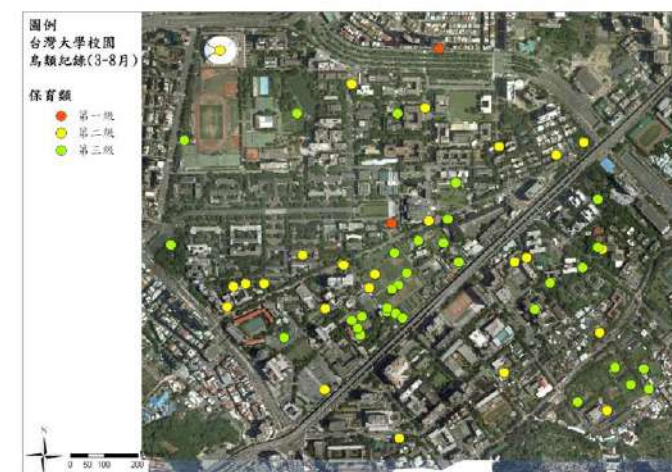 圖例
台灣大學校園
鳥類紀錄(3-8月)
保育類
第一級
第二級
第三級
N
0 50 100 200